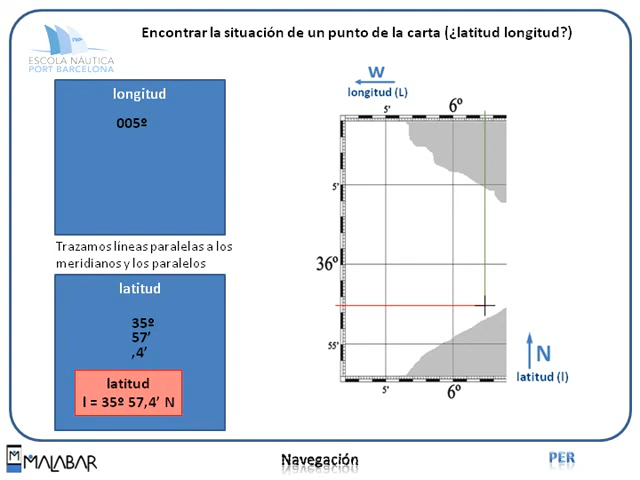 Encontrar la situación de un punto de la carta (¿latitud longitud?)
ESCOLA NÀUTICA
PORT BARCELONA
longitud
005º
Trazamos líneas paralelas a los
meridianos y los paralelos
latitud
35º
57’
,4’
latitud
l = 35º 57,4’ N
W
longitud (L)
5’
6º
5’
36º
55’
5’
6º
N
latitud (l)
MALABAR
Navegación
PER